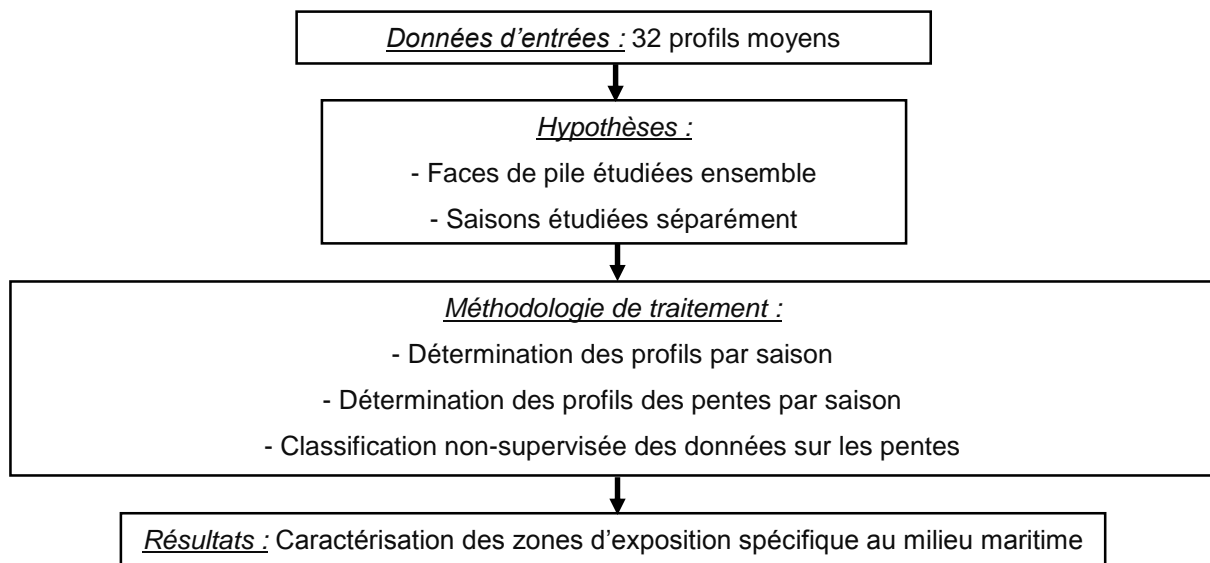 Données d'entrées : 32 profils moyens
Hypothèses :
- Faces de pile étudiées ensemble
- Saisons étudiées séparément
Méthodologie de traitement :
- Détermination des profils par saison
- Détermination des profils des pentes par saison
- Classification non-supervisée des données sur les pentes
Résultats : Caractérisation des zones d'exposition spécifique au milieu maritime